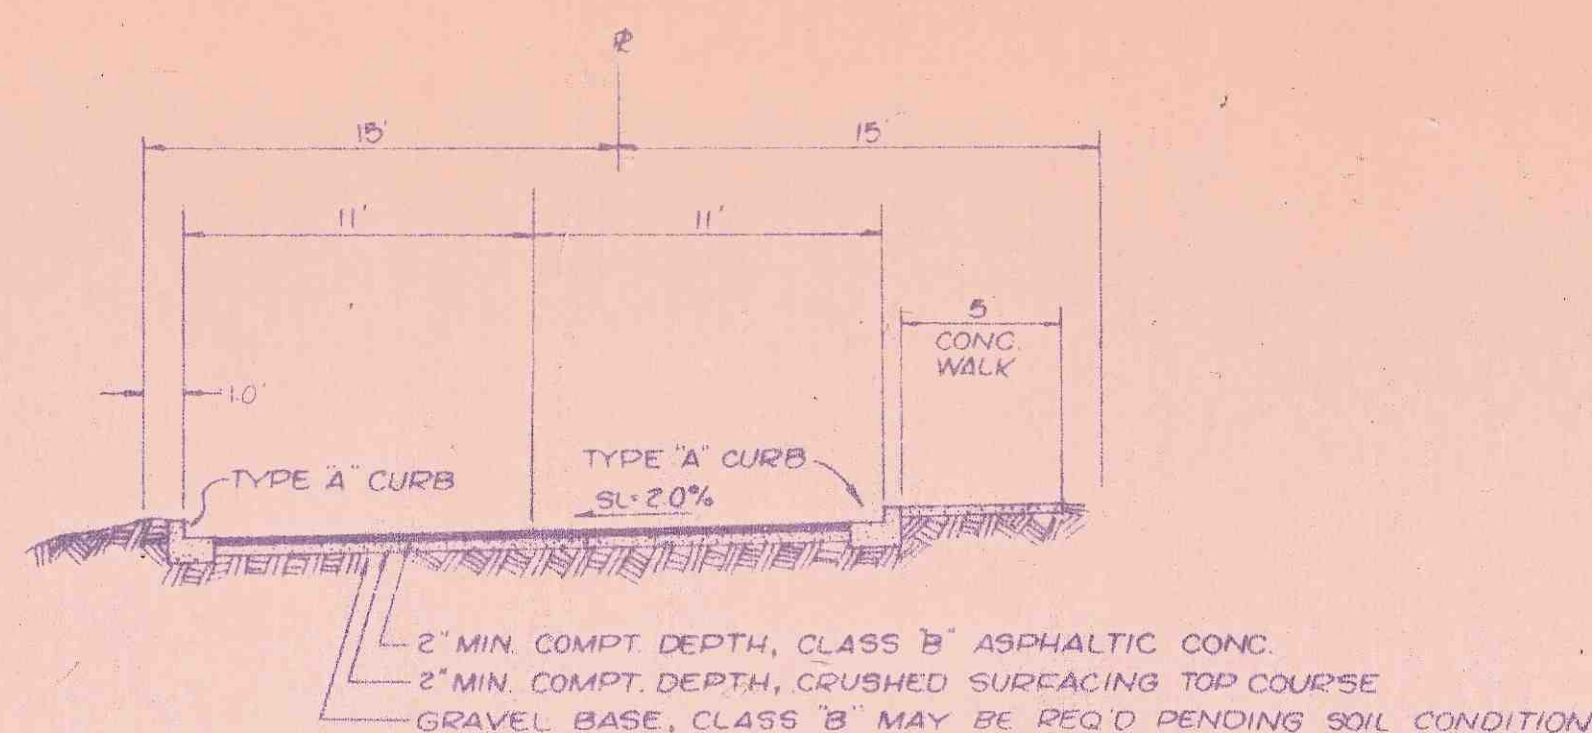 15'
15'
11'
11'
5
CONC.
WALK
1.0'
TYPE "A" CURB
TYPE "A" CURB
SL=2.0%
2" MIN. COMPT. DEPTH, CLASS "B" ASPHALTIC CONC.
2" MIN. COMPT. DEPTH, CRUSHED SURFACING TOP COURSE
GRAVEL BASE, CLASS "B" MAY BE REQ'D PENDING SOIL CONDITION